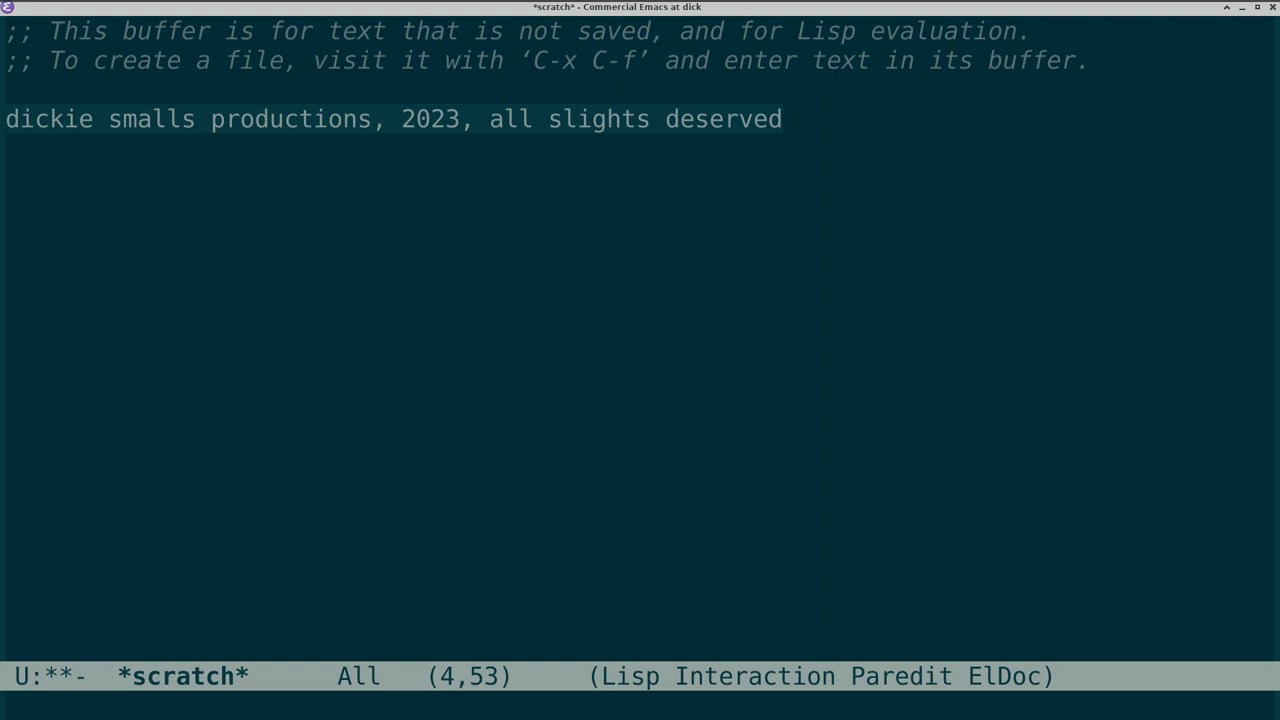 *scratch* - Commercial Emacs at dick
;; This buffer is for text that is not saved, and for Lisp evaluation.
;; To create a file, visit it with ‘C-x C-f’ and enter text in its buffer.
dickie smalls productions, 2023, all slights deserved
U:**-  *scratch*      All   (4,53)     (Lisp Interaction Paredit ElDoc)